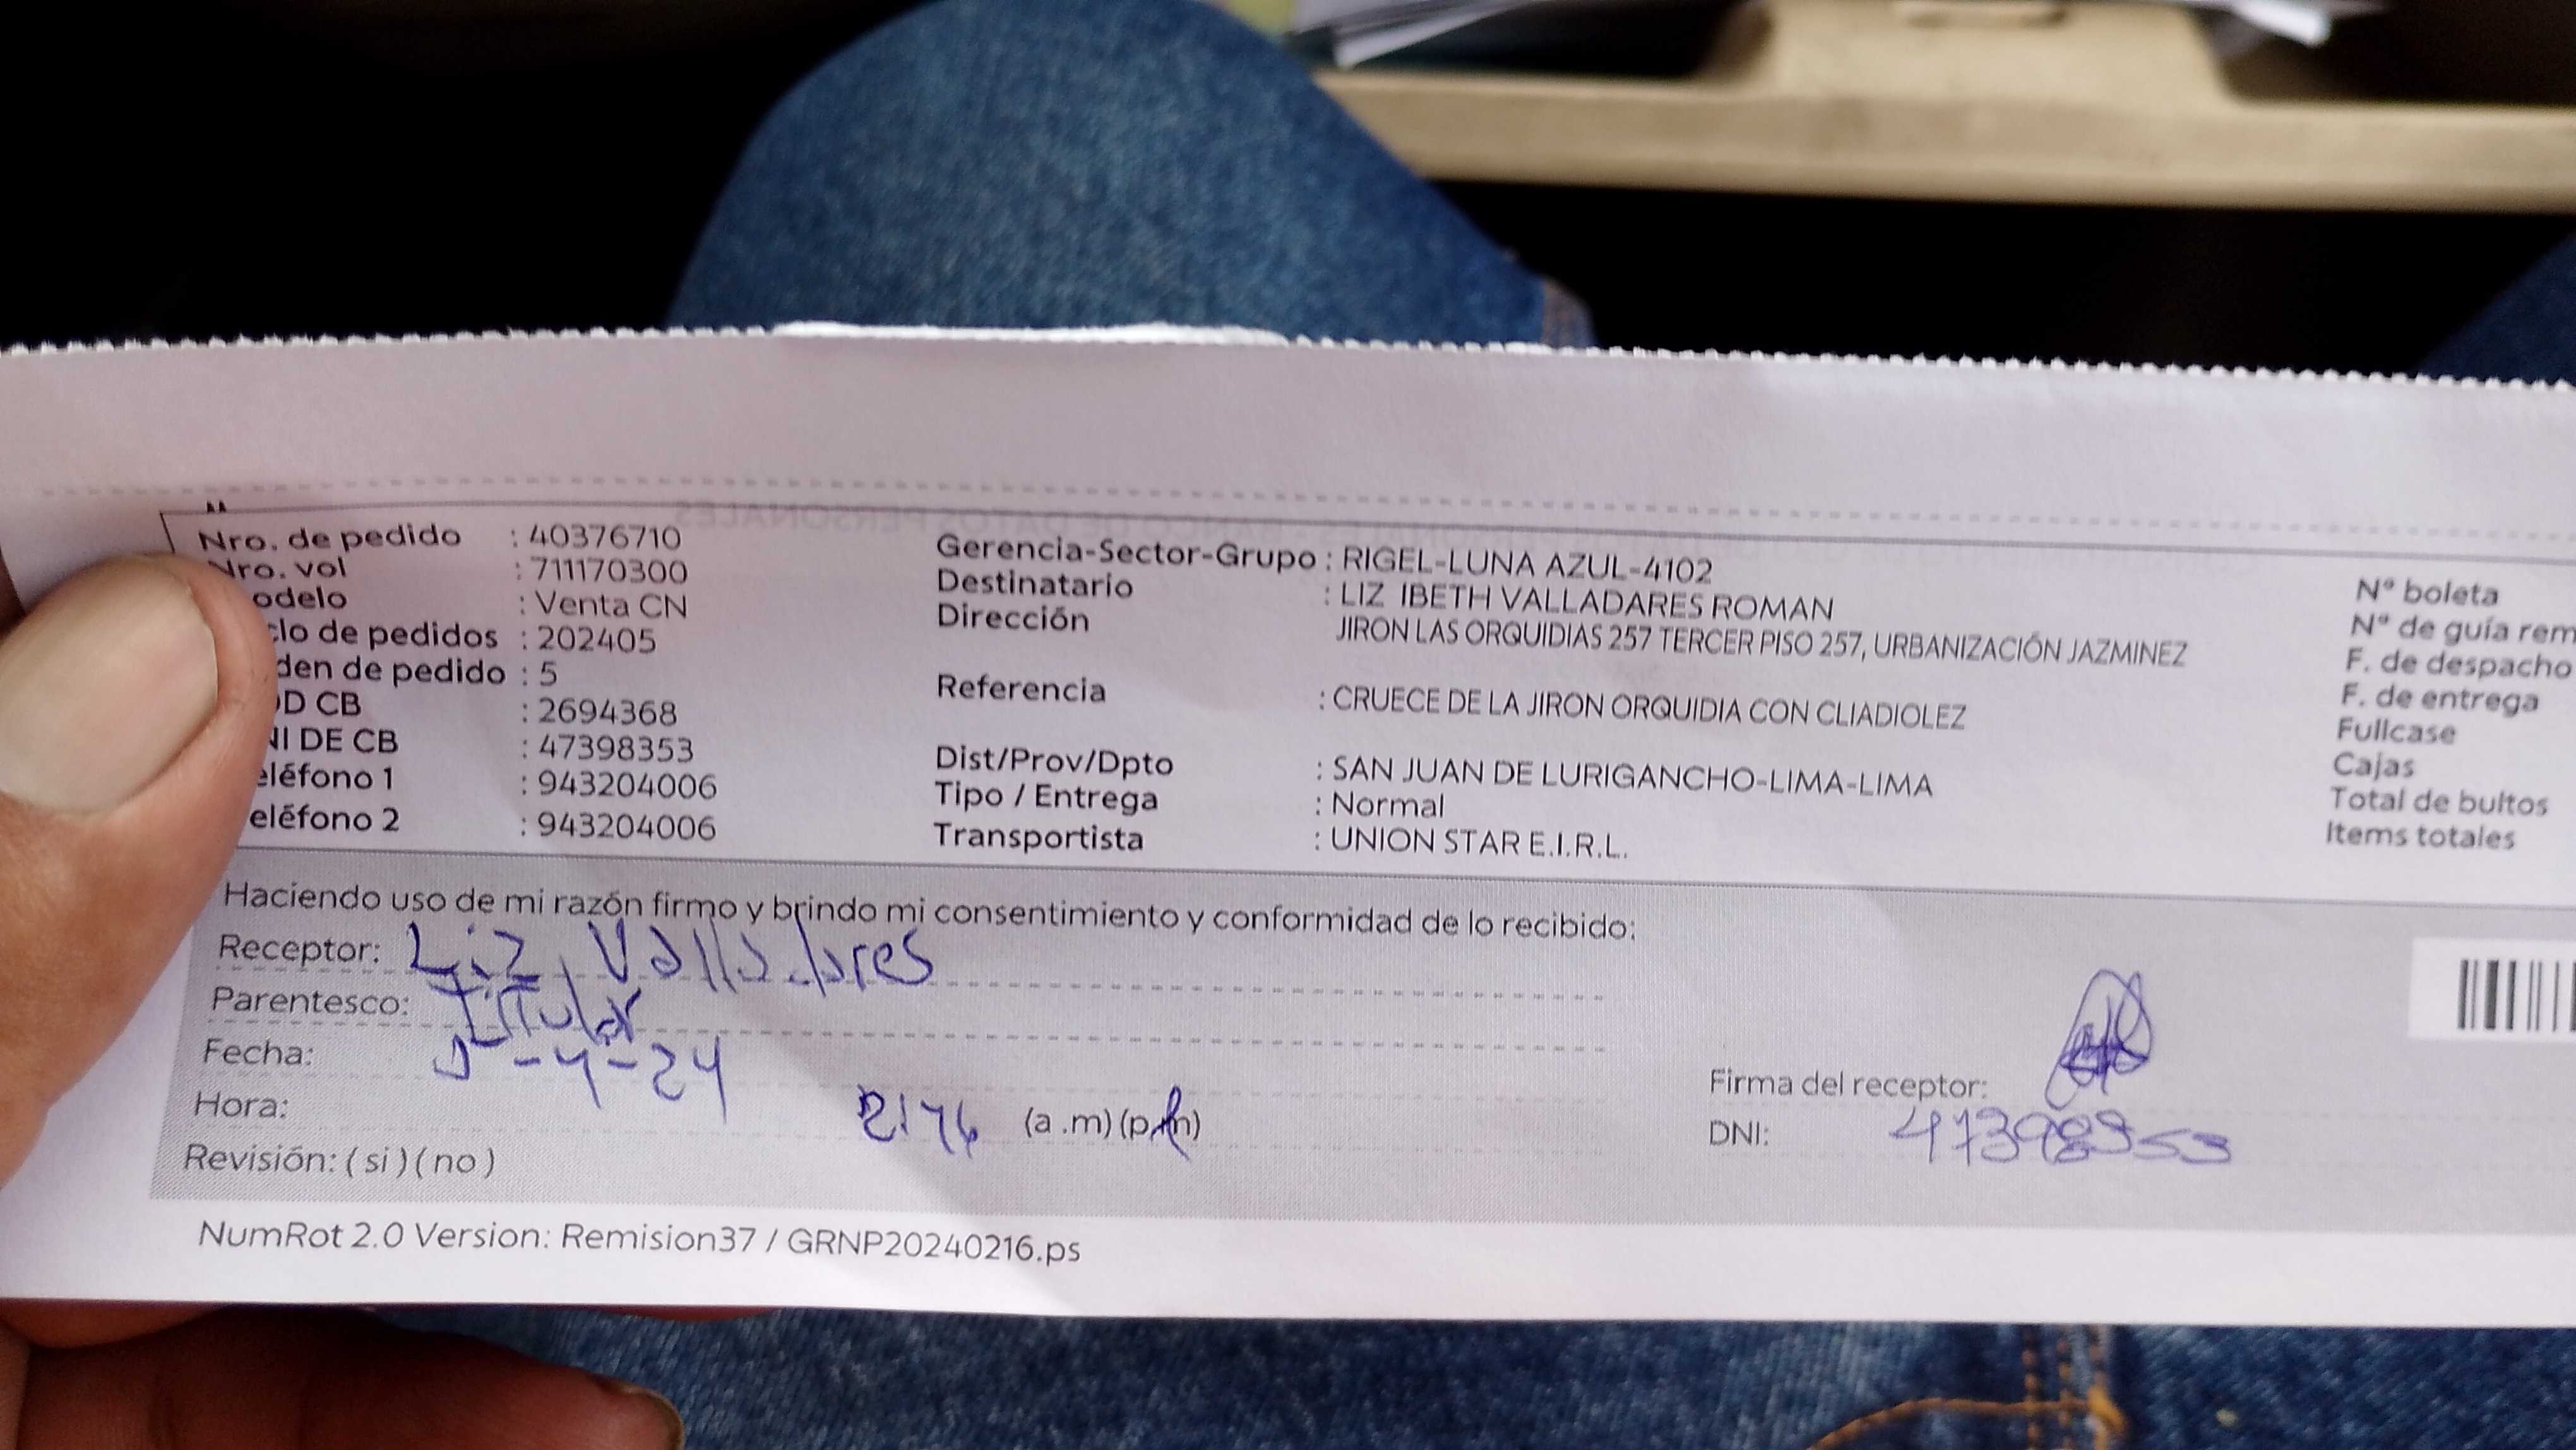 Nro. de pedido : 40376710
Nro. vol : 711170300
odelo : Venta CN
clo de pedidos : 202405
den de pedido : 5
OD CB : 2694368
NI DE CB : 47398353
eléfono 1 : 943204006
eléfono 2 : 943204006
Gerencia-Sector-Grupo : RIGEL-LUNA AZUL-4102
Destinatario : LIZ IBETH VALLADARES ROMAN
Dirección JIRON LAS ORQUIDIAS 257 TERCER PISO 257, URBANIZACIÓN JAZMINEZ
Referencia : CRUECE DE LA JIRON ORQUIDIA CON CLIADIOLEZ
Dist/Prov/Dpto : SAN JUAN DE LURIGANCHO-LIMA-LIMA
Tipo / Entrega : Normal
Transportista : UNION STAR E.I.R.L.
N° boleta
N° de guía rem
F. de despacho
F. de entrega
Fullcase
Cajas
Total de bultos
Items totales
Haciendo uso de mi razón firmo y brindo mi consentimiento y conformidad de lo recibido:
Receptor: Liz Valladares
Parentesco: Titular
Fecha: 5-4-24
Hora: (a .m) (p.m)
Revisión: ( si ) ( no )
Firma del receptor:
DNI: 47398353
NumRot 2.0 Version: Remision37 / GRNP20240216.ps